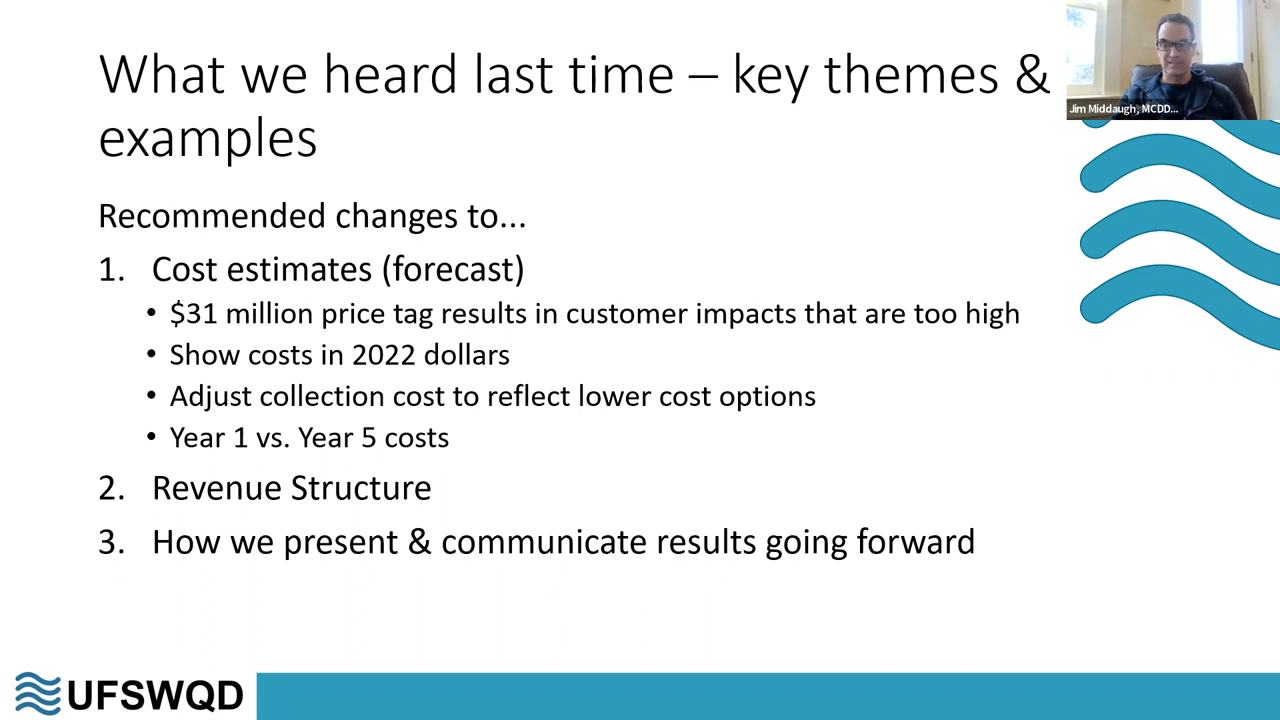 What we heard last time – key themes &
examples
Jim Middaugh, MCDD...
Recommended changes to...
1. Cost estimates (forecast)
• $31 million price tag results in customer impacts that are too high
• Show costs in 2022 dollars
• Adjust collection cost to reflect lower cost options
• Year 1 vs. Year 5 costs
2. Revenue Structure
3. How we present & communicate results going forward
UFSWQD